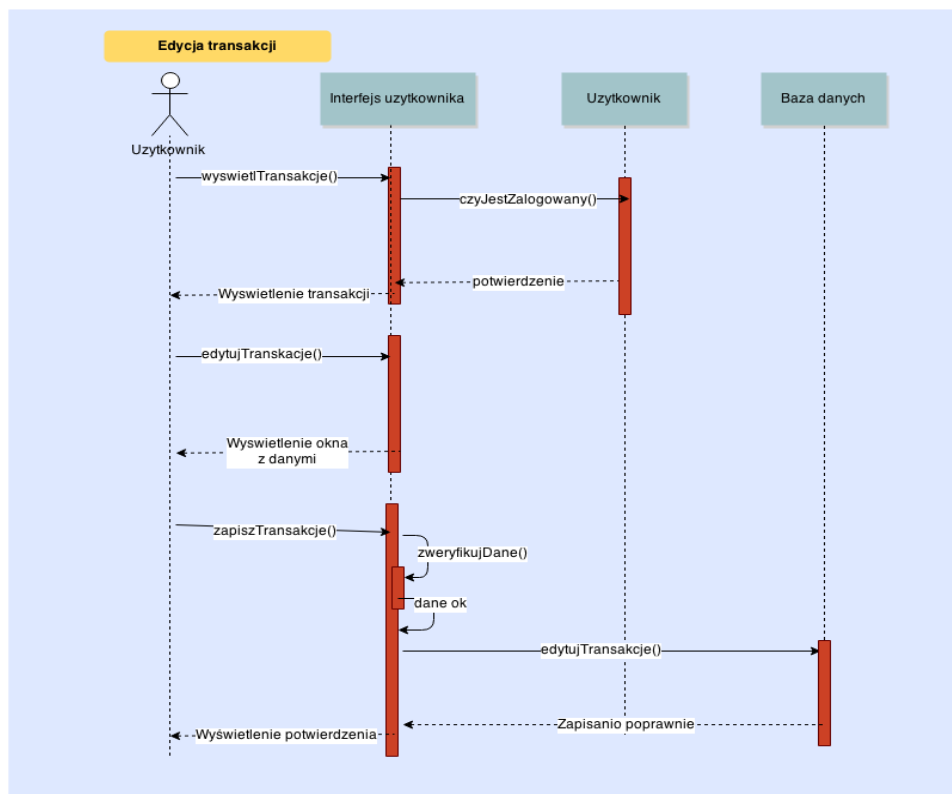 Edycja transakcji
Interfejs uzytkownika
Uzytkownik
Baza danych
Uzytkownik
wyswietlTransakcje()
czyJestZalogowany()
potwierdzenie
Wyswietlenie transakcji
edytujTranskacje()
Wyswietlenie okna
z danymi
zapiszTransakcje()
zweryfikujDane()
dane ok
edytujTransakcje()
Zapisanio poprawnie
Wyświetlenie potwierdzenia